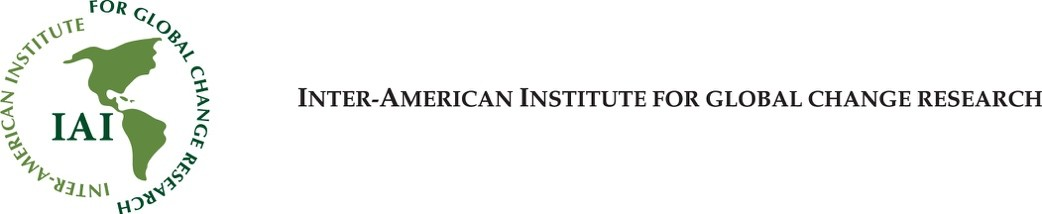 INTER-AMERICAN INSTITUTE
FOR GLOBAL CHANGE RESEARCH
IAI
INTER-AMERICAN INSTITUTE FOR GLOBAL CHANGE RESEARCH